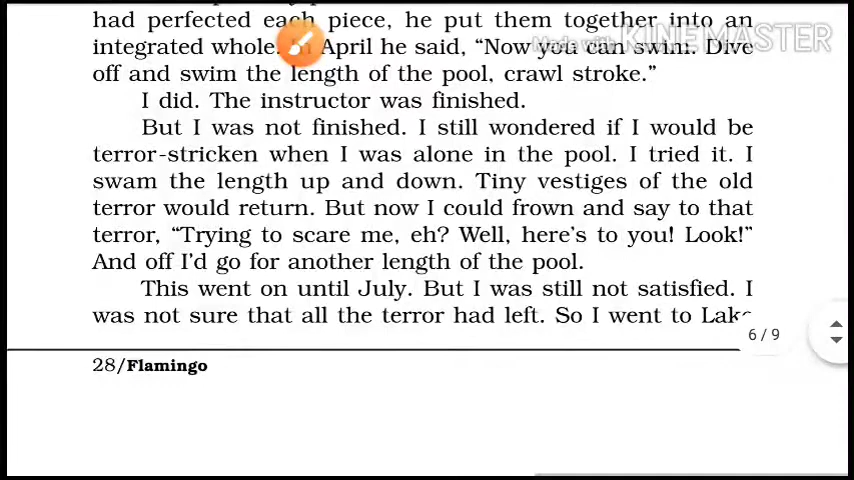 had perfected each piece, he put them together into an
integrated whole. In April he said, “Now you can swim. Dive
off and swim the length of the pool, crawl stroke.”
I did. The instructor was finished.
But I was not finished. I still wondered if I would be
terror-stricken when I was alone in the pool. I tried it. I
swam the length up and down. Tiny vestiges of the old
terror would return. But now I could frown and say to that
terror, “Trying to scare me, eh? Well, here’s to you! Look!”
And off I’d go for another length of the pool.
This went on until July. But I was still not satisfied. I
was not sure that all the terror had left. So I went to Lake
6/9
28/Flamingo
Made with KINEMASTER